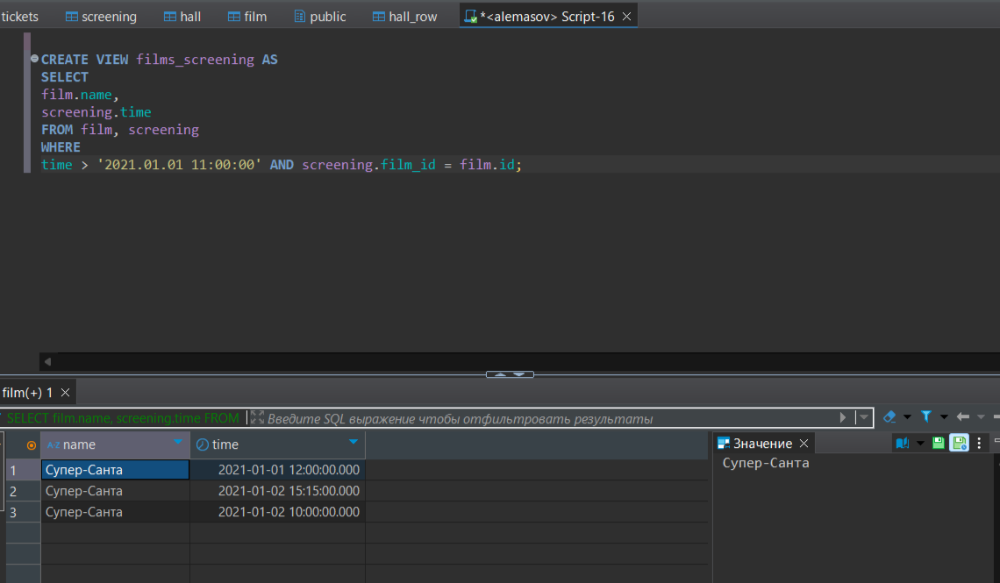 tickets screening hall film public hall_row *<alemasov> Script-16
CREATE VIEW films_screening AS
SELECT
film.name,
screening.time
FROM film, screening
WHERE
time > '2021.01.01 11:00:00' AND screening.film_id = film.id;
film(+) 1
SELECT film.name, screening.time FROM Введите SQL выражение чтобы отфильтровать результаты
A-Z name time
1 Супер-Санта 2021-01-01 12:00:00.000
2 Супер-Санта 2021-01-02 15:15:00.000
3 Супер-Санта 2021-01-02 10:00:00.000
Значение
Супер-Санта